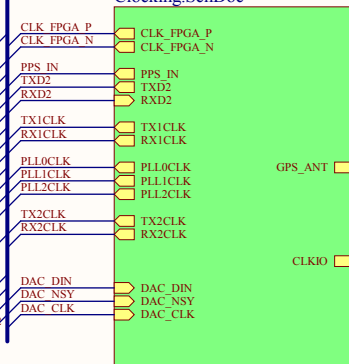 Clocking.SchDoc
CLK_FPGA_P
CLK_FPGA_P
CLK_FPGA_N
CLK_FPGA_N
PPS_IN
PPS_IN
TXD2
TXD2
RXD2
RXD2
TX1CLK
TX1CLK
RX1CLK
RX1CLK
PLL0CLK
PLL0CLK GPS_ANT
PLL1CLK
PLL1CLK
PLL2CLK
PLL2CLK
TX2CLK
TX2CLK
RX2CLK
RX2CLK
CLKIO
DAC_DIN
DAC_DIN
DAC_NSY
DAC_NSY
DAC_CLK
DAC_CLK